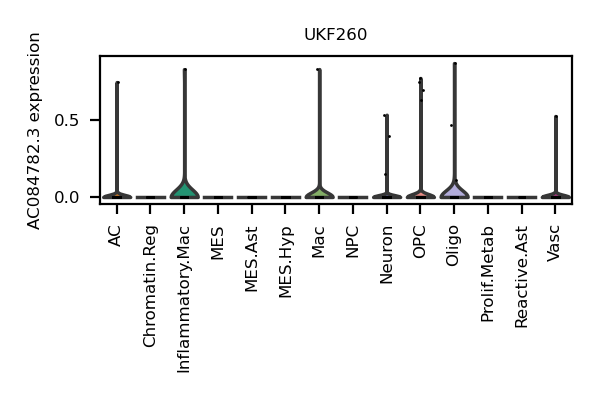 UKF260
AC084782.3 expression
0.5
0.0
AC
Chromatin.Reg
Inflammatory.Mac
MES
MES.Ast
MES.Hyp
Mac
NPC
Neuron
OPC
Oligo
Prolif.Metab
Reactive.Ast
Vasc